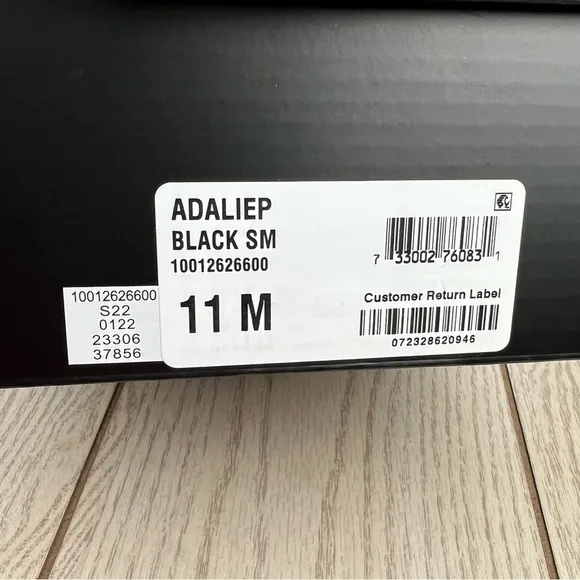 ADALIEP
BLACK SM
10012626600
11 M
7 33002 76083 1
Customer Return Label
072328620946
10012626600
S22
0122
23306
37856